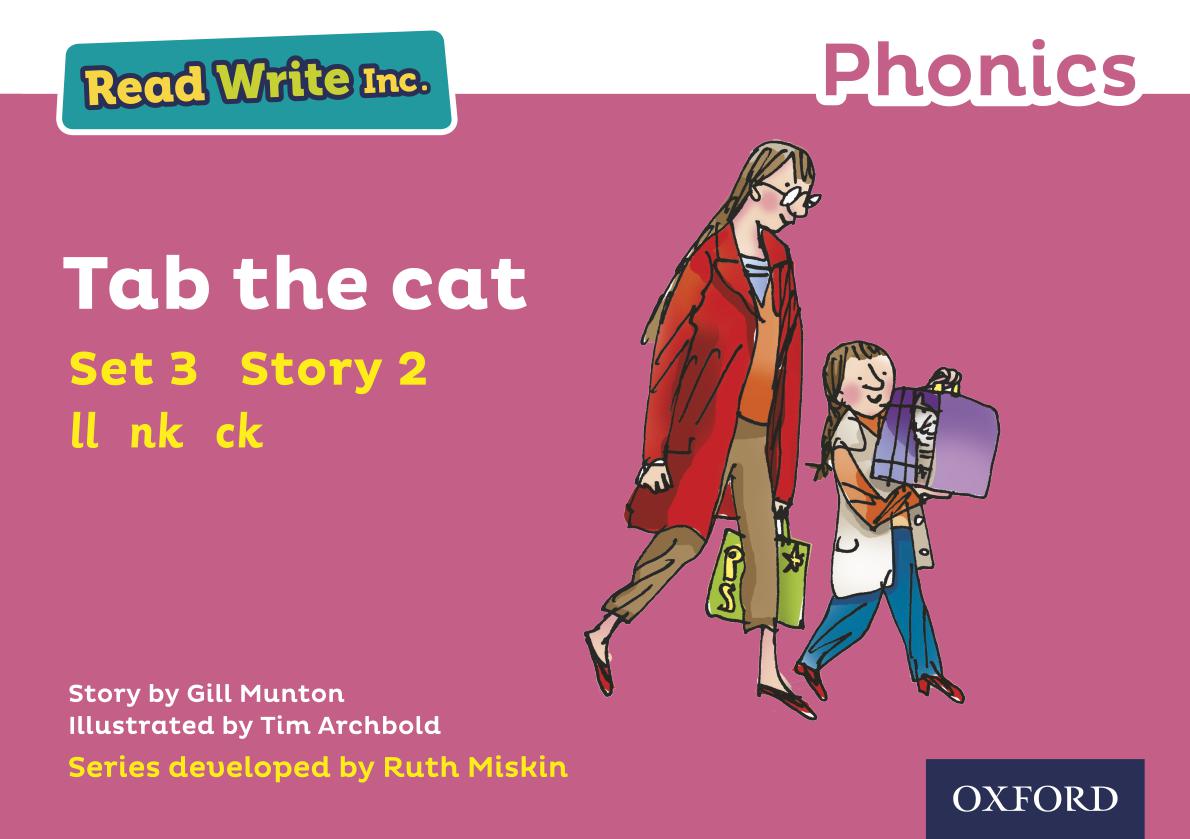 Read Write Inc.
Phonics
Tab the cat
Set 3 Story 2
ll nk ck
Story by Gill Munton
Illustrated by Tim Archbold
Series developed by Ruth Miskin
OXFORD